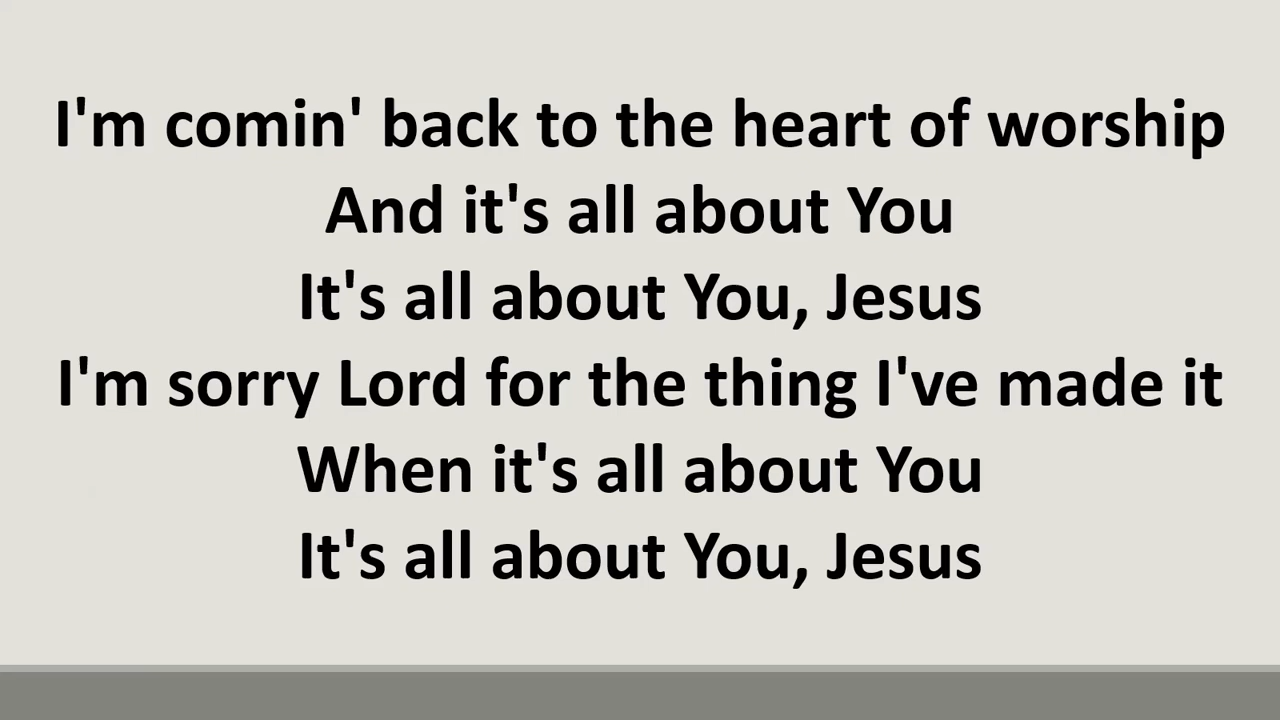 I'm comin' back to the heart of worship
And it's all about You
It's all about You, Jesus
I'm sorry Lord for the thing I've made it
When it's all about You
It's all about You, Jesus